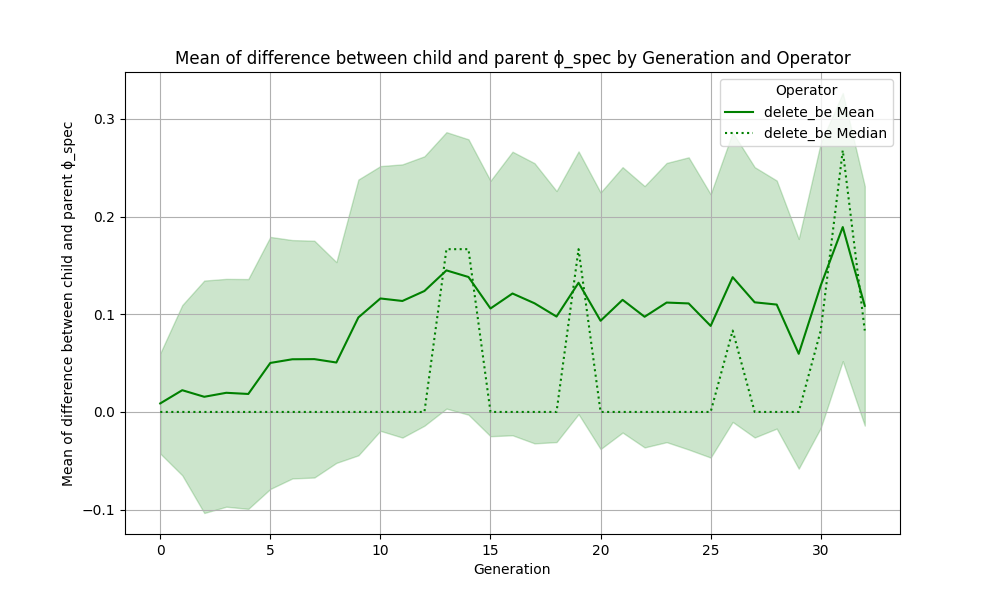 Mean of difference between child and parent ϕ_spec by Generation and Operator
Mean of difference between child and parent ϕ_spec
0.3
0.2
0.1
0.0
−0.1
Operator
delete_be Mean
delete_be Median
0 5 10 15 20 25 30
Generation